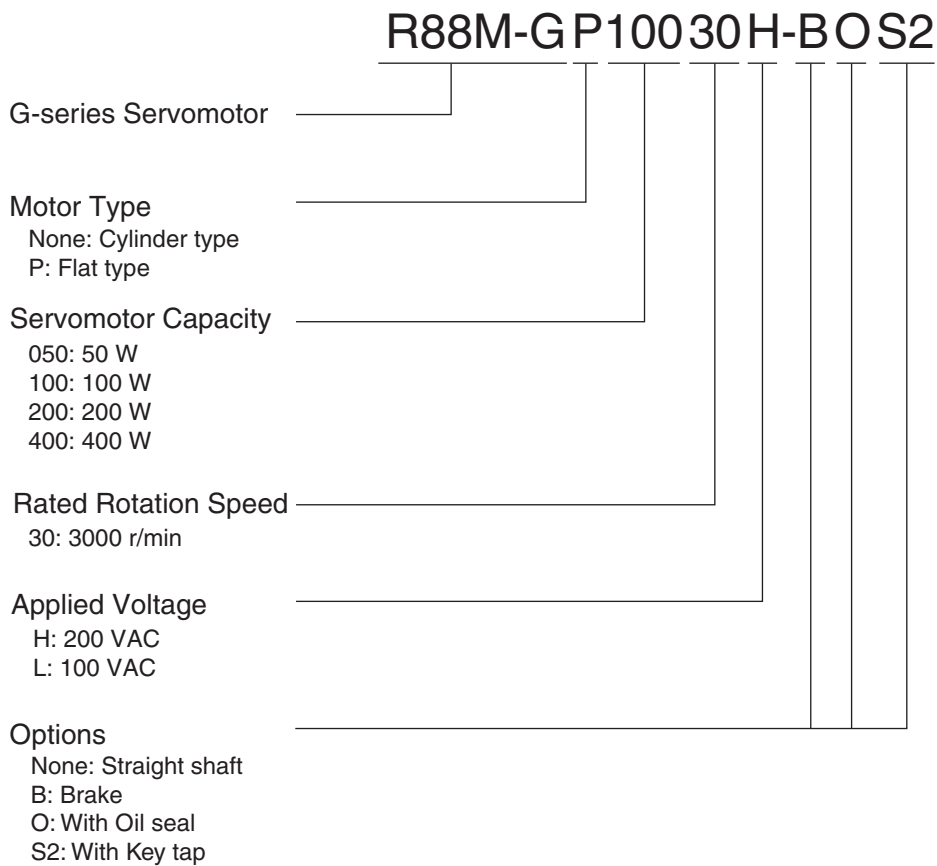 R88M-GP10030H-BOS2
G-series Servomotor
Motor Type
None: Cylinder type
P: Flat type
Servomotor Capacity
050: 50 W
100: 100 W
200: 200 W
400: 400 W
Rated Rotation Speed
30: 3000 r/min
Applied Voltage
H: 200 VAC
L: 100 VAC
Options
None: Straight shaft
B: Brake
O: With Oil seal
S2: With Key tap